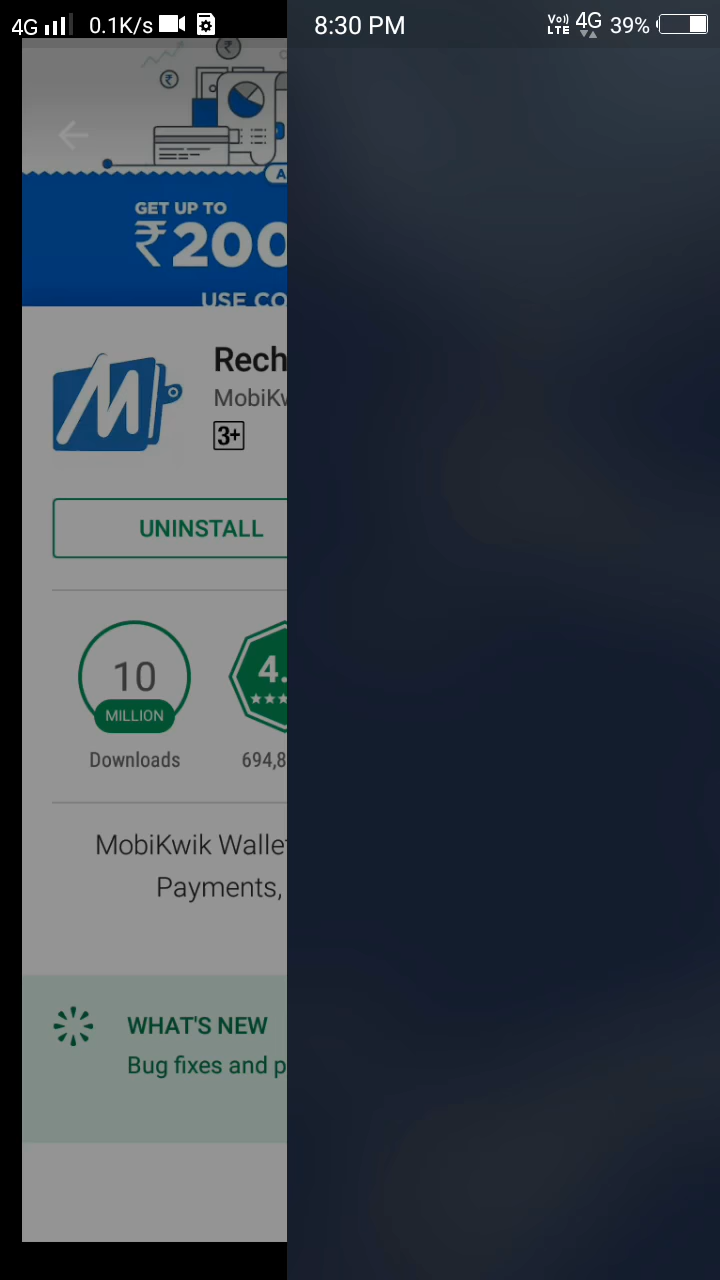 4G 0.1K/s 8:30 PM Vo)) LTE 4G 39%
A
GET UP TO
₹200
USE CO
Rech
MobiKw
3+
UNINSTALL
10
MILLION
Downloads
4.
694,8
MobiKwik Wallet
Payments,
WHAT'S NEW
Bug fixes and p